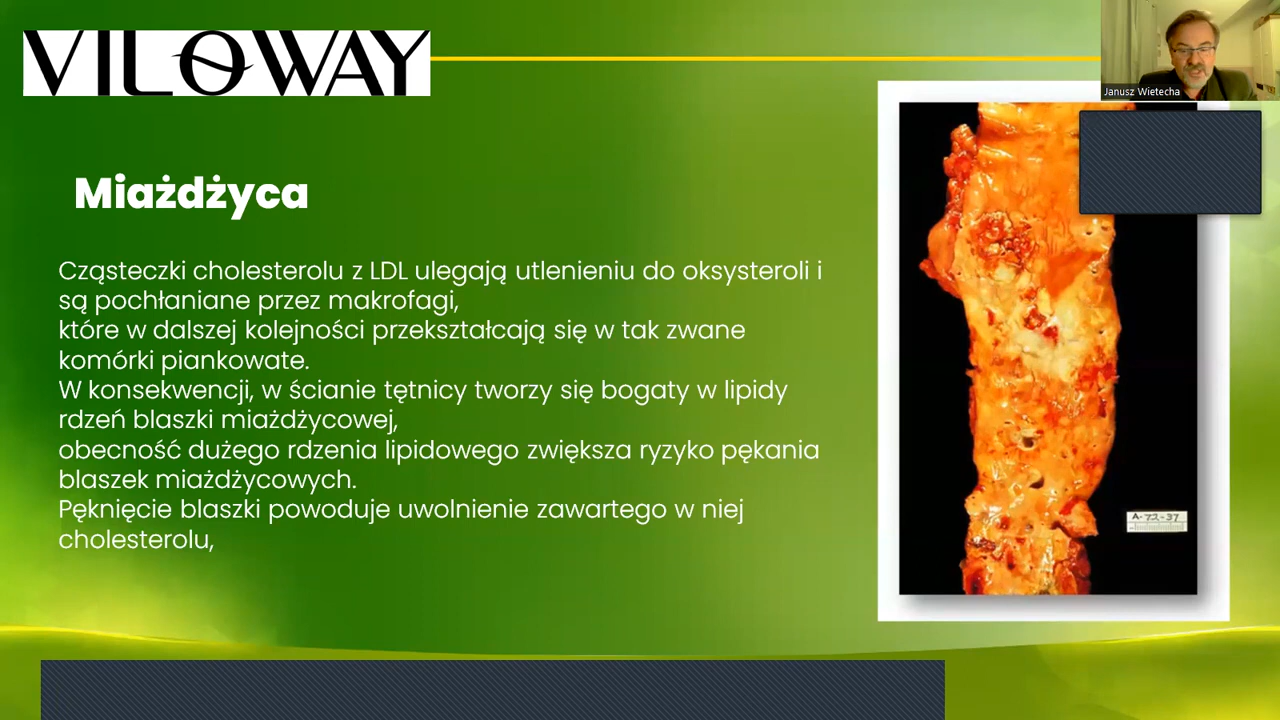 VILOWAY
Janusz Wietecha
Miażdżyca
Cząsteczki cholesterolu z LDL ulegają utlenieniu do oksysteroli i
są pochłaniane przez makrofagi,
które w dalszej kolejności przekształcają się w tak zwane
komórki piankowate.
W konsekwencji, w ścianie tętnicy tworzy się bogaty w lipidy
rdzeń blaszki miażdżycowej,
obecność dużego rdzenia lipidowego zwiększa ryzyko pękania
blaszek miażdżycowych.
Pęknięcie blaszki powoduje uwolnienie zawartego w niej
cholesterolu,
A-72-37